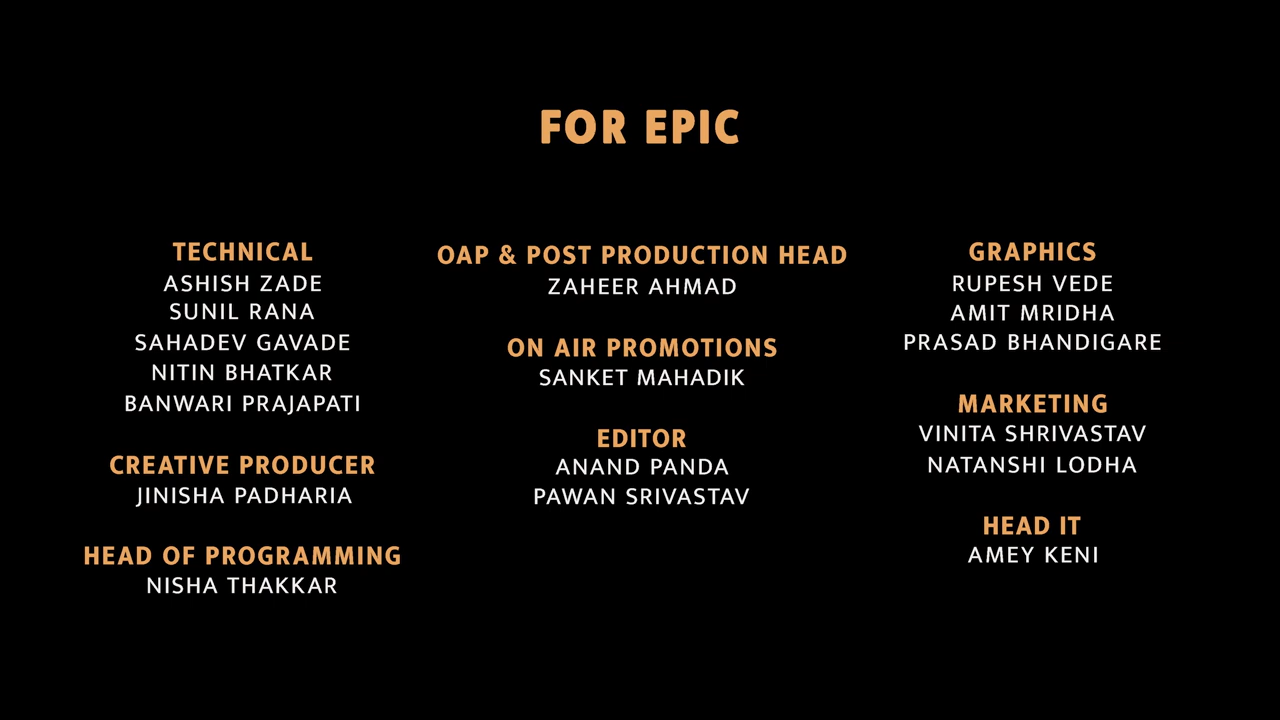 FOR EPIC
TECHNICAL
ASHISH ZADE
SUNIL RANA
SAHADEV GAVADE
NITIN BHATKAR
BANWARI PRAJAPATI
CREATIVE PRODUCER
JINISHA PADHARIA
HEAD OF PROGRAMMING
NISHA THAKKAR
OAP & POST PRODUCTION HEAD
ZAHEER AHMAD
ON AIR PROMOTIONS
SANKET MAHADIK
EDITOR
ANAND PANDA
PAWAN SRIVASTAV
GRAPHICS
RUPESH VEDE
AMIT MRIDHA
PRASAD BHANDIGARE
MARKETING
VINITA SHRIVASTAV
NATANSHI LODHA
HEAD IT
AMEY KENI